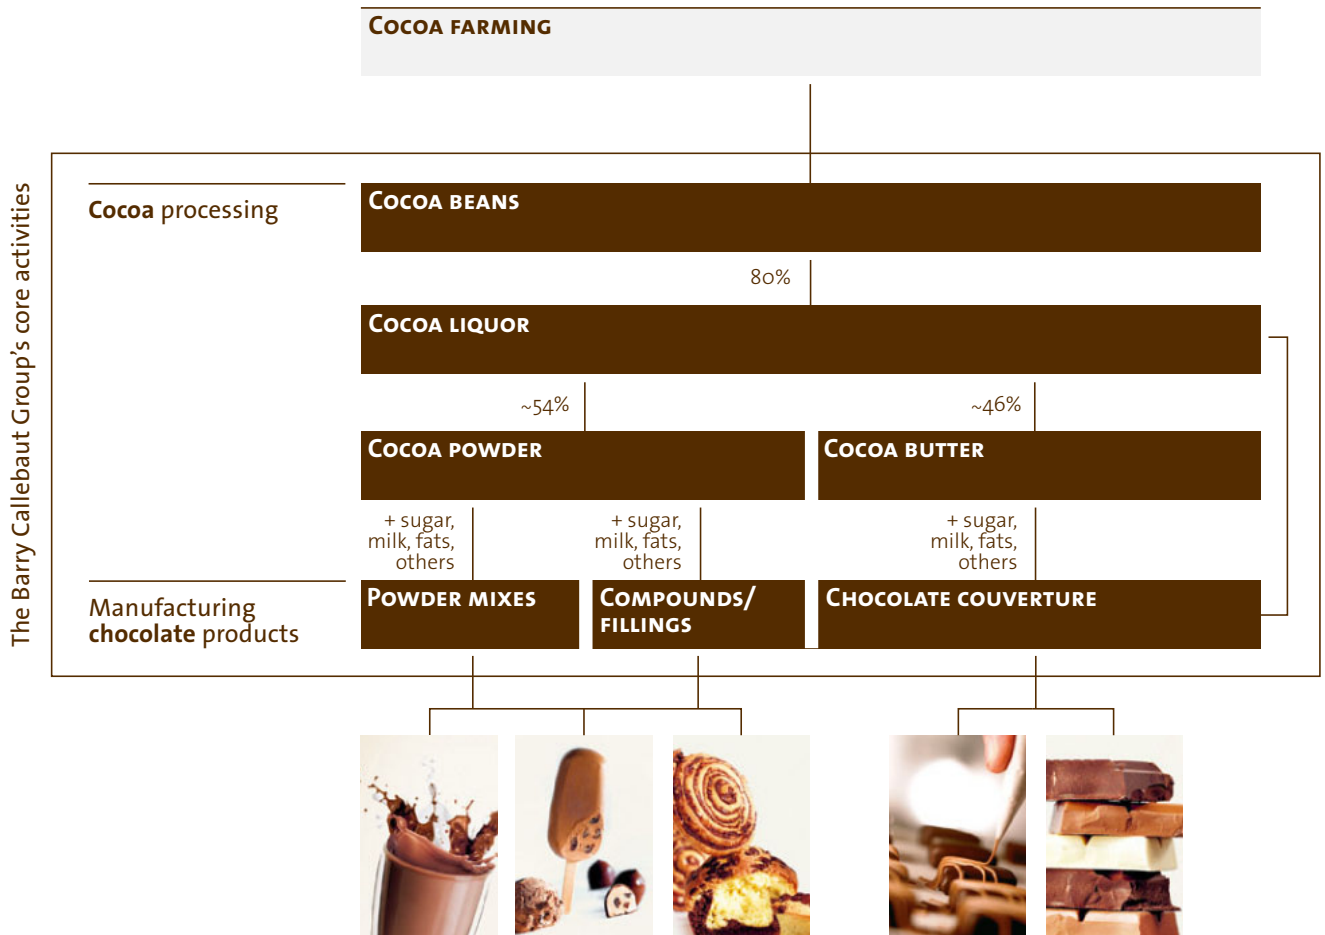 COCOA FARMING
The Barry Callebaut Group's core activities
Cocoa processing
COCOA BEANS
80%
COCOA LIQUOR
~54%
~46%
COCOA POWDER
COCOA BUTTER
+ sugar,
milk, fats,
others
+ sugar,
milk, fats,
others
+ sugar,
milk, fats,
others
Manufacturing
chocolate products
POWDER MIXES
COMPOUNDS/
FILLINGS
CHOCOLATE COUVERTURE